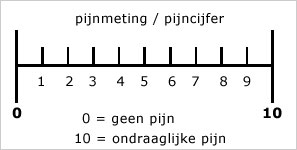 pijnmeting / pijncijfer
1 2 3 4 5 6 7 8 9
0 10
0 = geen pijn
10 = ondraaglijke pijn